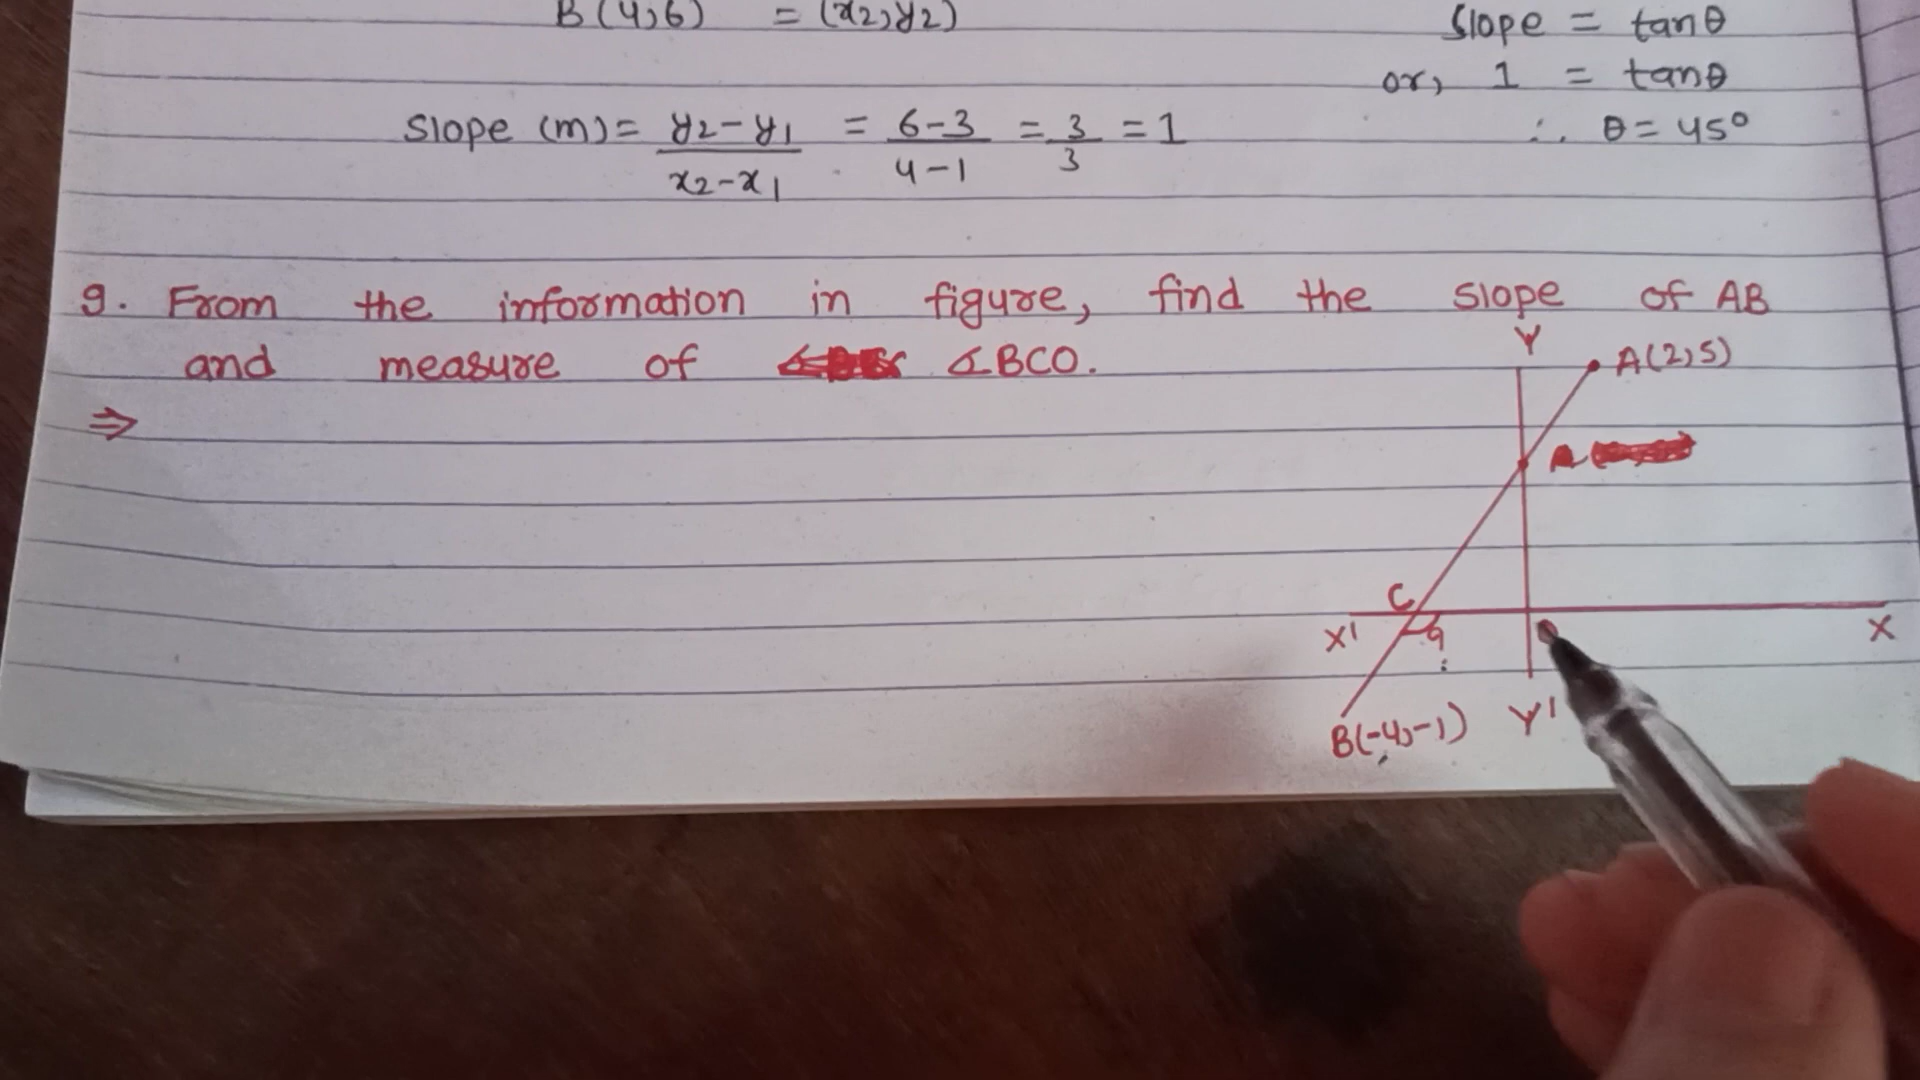 B(4,6) = (x2,y2)
Slope = tanθ
or, 1 = tanθ
Slope (m) = y2-y1 / x2-x1 = 6-3 / 4-1 = 3/3 = 1
∴ θ = 45°
9. From the information in figure, find the slope of AB
and measure of ∠BCO.
⇒
Y
A(2,5)
A
C
X'
X
B(-4,-1)
Y'